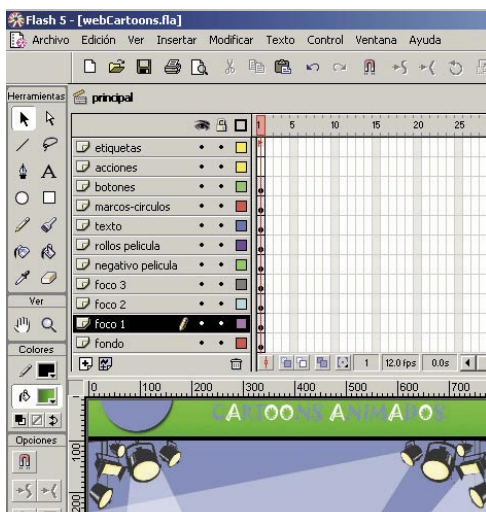 Flash 5 - [webCartoons.fla]
Archivo Edición Ver Insertar Modificar Texto Control Ventana Ayuda
Herramientas
principal
1 5 10 15 20 25
etiquetas
acciones
botones
marcos-circulos
texto
rollos pelicula
negativo pelicula
foco 3
foco 2
foco 1
fondo
Ver
Colores
Opciones
1 12.0 fps 0.0s
0 100 200 300 400 500 600 700
100
200
CARTOONS ANIMADOS